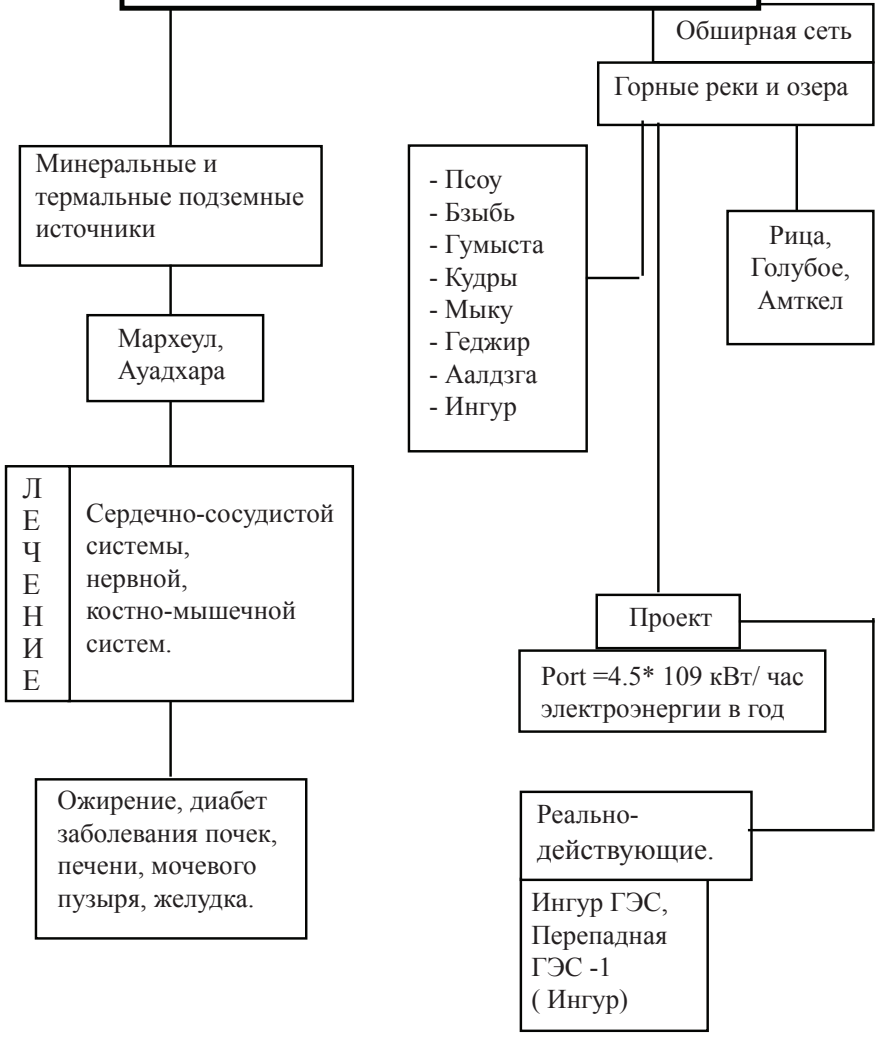 Обширная сеть
Горные реки и озера
Минеральные и
термальные подземные
источники
Мархеул,
Ауадхара
Л
Е
Ч
Е
Н
И
Е
Сердечно-сосудистой
системы,
нервной,
костно-мышечной
систем.
Ожирение, диабет
заболевания почек,
печени, мочевого
пузыря, желудка.
- Псоу
- Бзыбь
- Гумыста
- Кудры
- Мыку
- Геджир
- Аалдзга
- Ингур
Рица,
Голубое,
Амткел
Проект
Port =4.5* 109 кВт/ час
электроэнергии в год
Реально-
действующие.
Ингур ГЭС,
Перепадная
ГЭС -1
( Ингур)